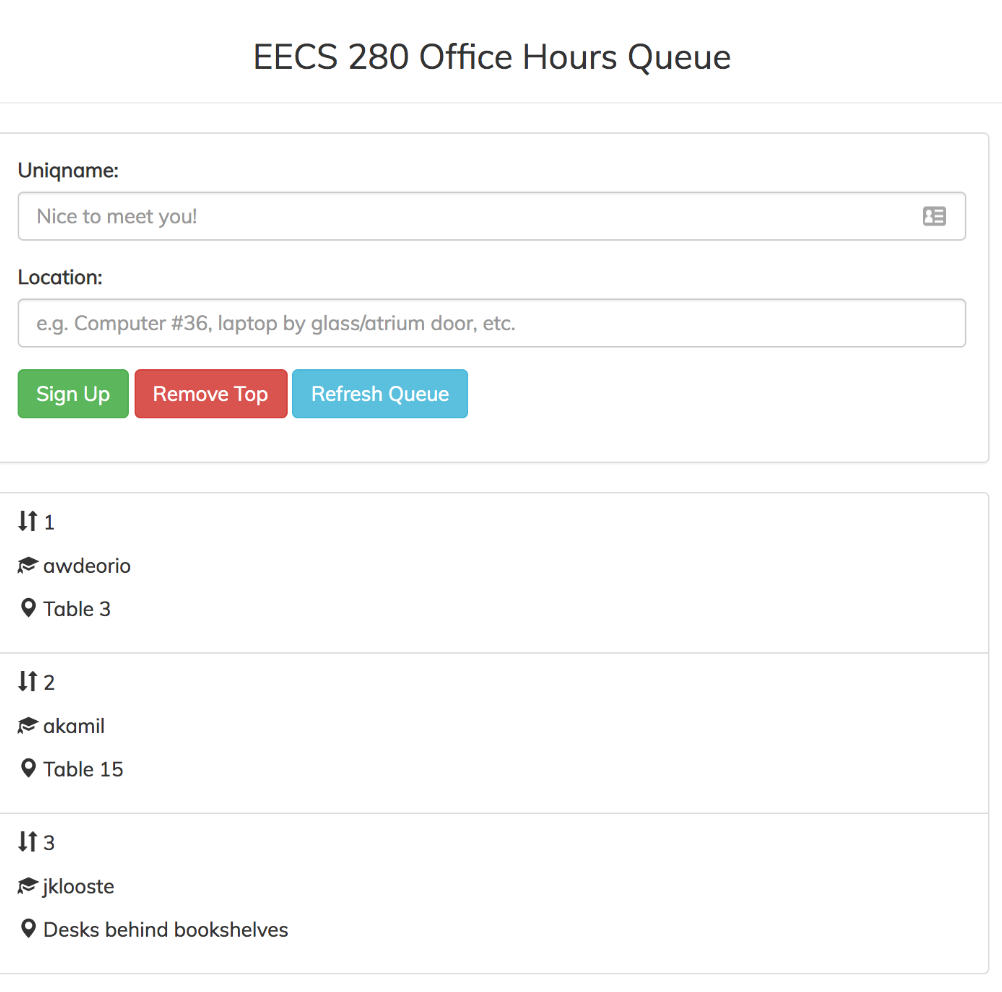 EECS 280 Office Hours Queue
Uniqname:
Nice to meet you!
Location:
e.g. Computer #36, laptop by glass/atrium door, etc.
Sign Up Remove Top Refresh Queue
1
awdeorio
Table 3
2
akamil
Table 15
3
jklooste
Desks behind bookshelves